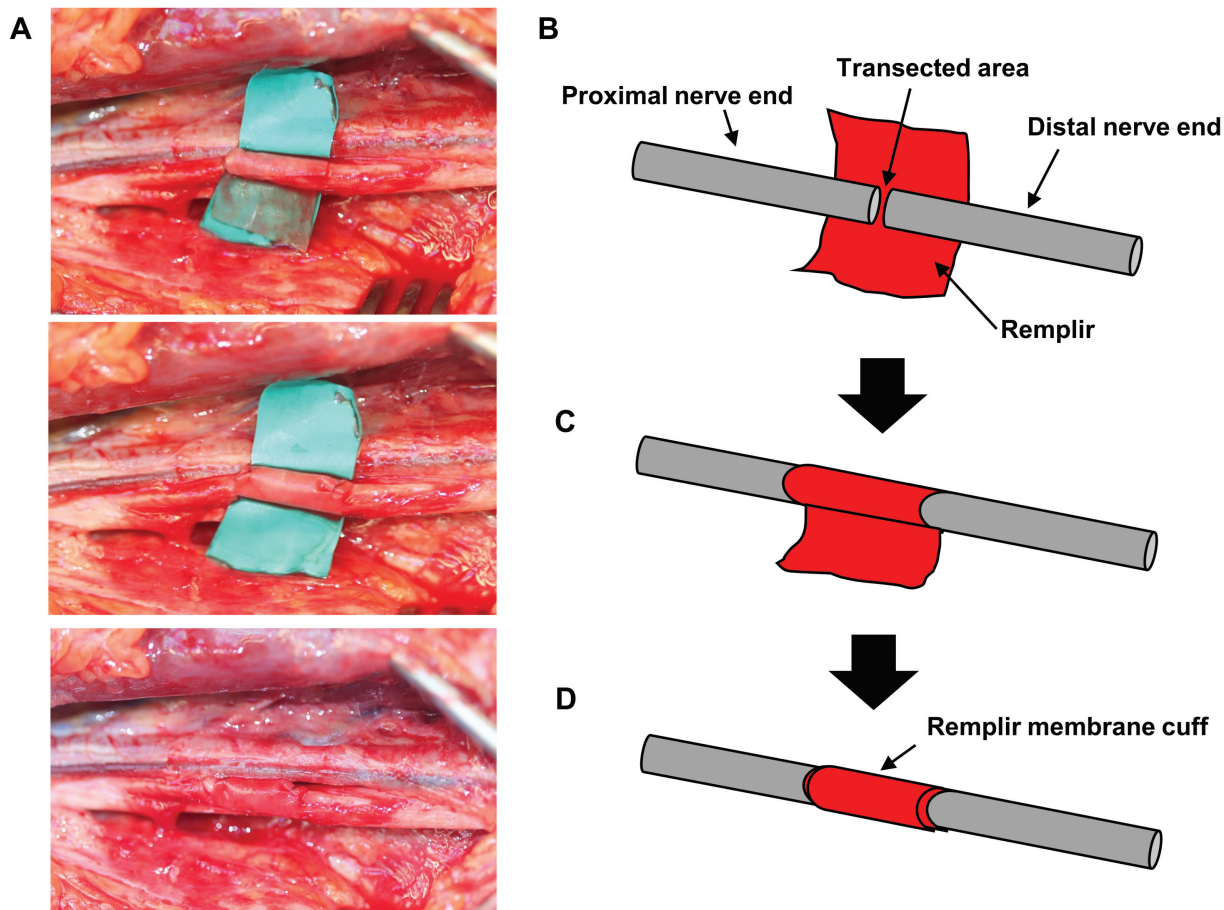 A
B
Transected area
Proximal nerve end
Distal nerve end
Remplir
C
D
Remplir membrane cuff